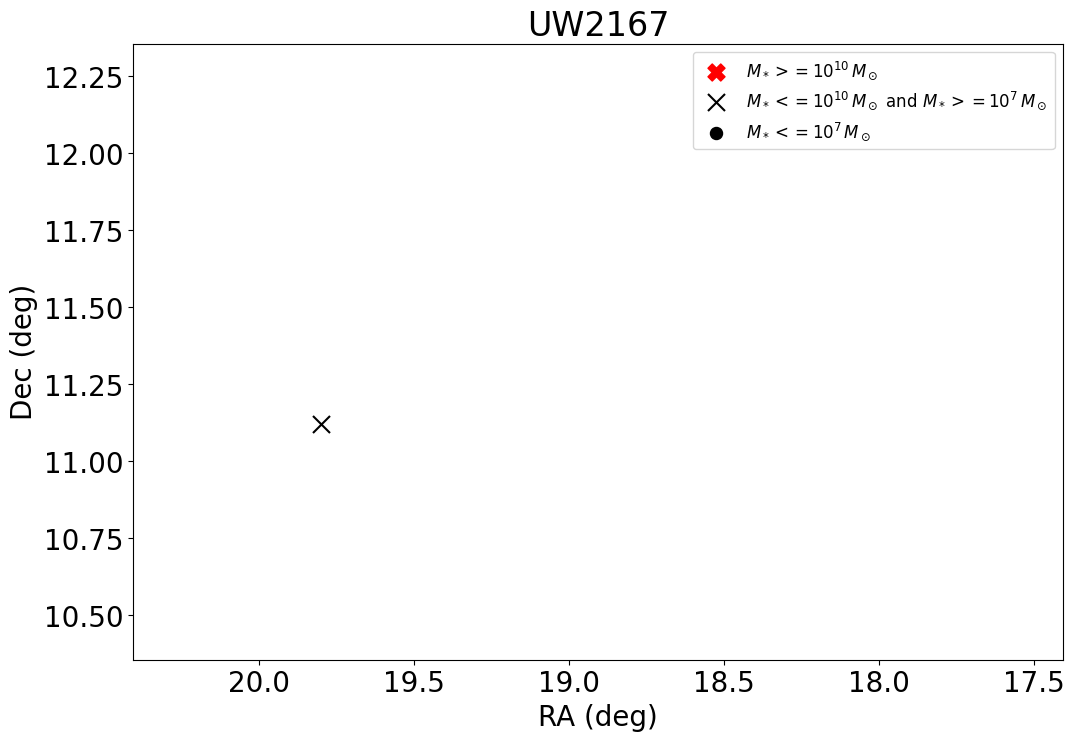 UW2167
M* >= 10^10 M⊙
M* <= 10^10 M⊙ and M* >= 10^7 M⊙
M* <= 10^7 M⊙
12.25
12.00
11.75
11.50
11.25
11.00
10.75
10.50
Dec (deg)
20.0 19.5 19.0 18.5 18.0 17.5
RA (deg)